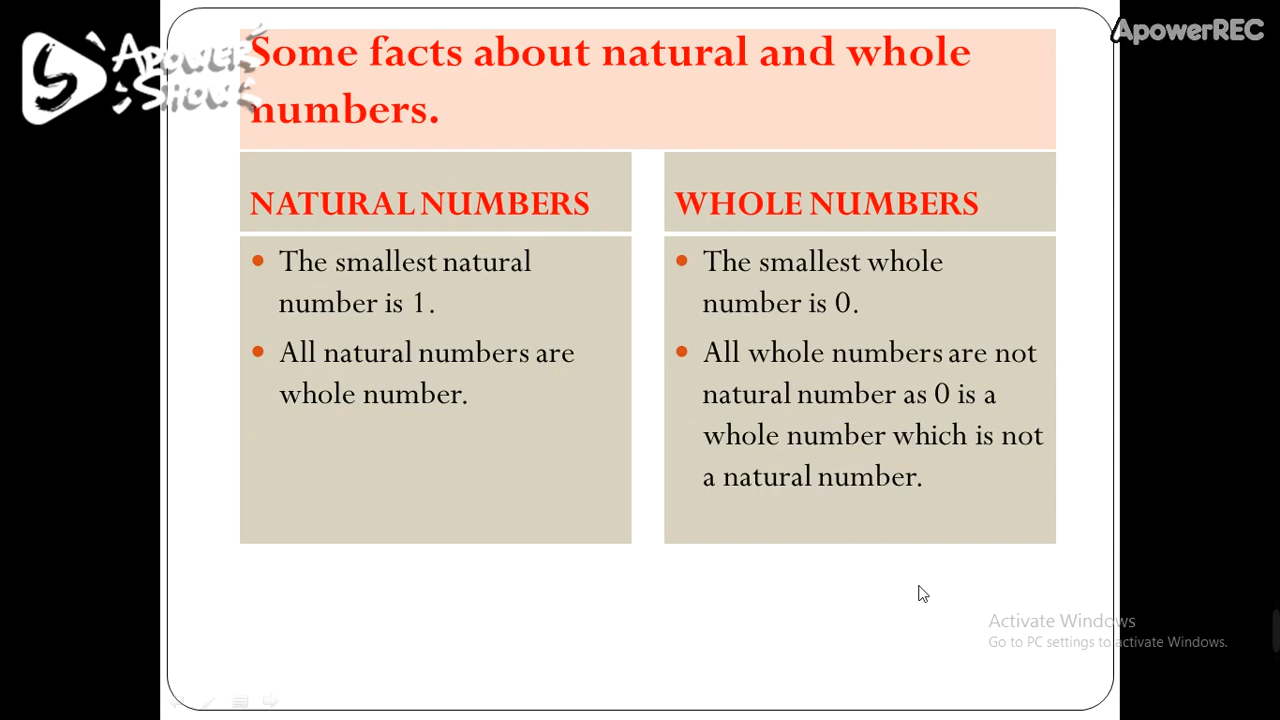 APOWER
SHOW
ApowerREC
Some facts about natural and whole
numbers.
NATURAL NUMBERS
• The smallest natural
number is 1.
• All natural numbers are
whole number.
WHOLE NUMBERS
• The smallest whole
number is 0.
• All whole numbers are not
natural number as 0 is a
whole number which is not
a natural number.
Activate Windows
Go to PC settings to activate Windows.